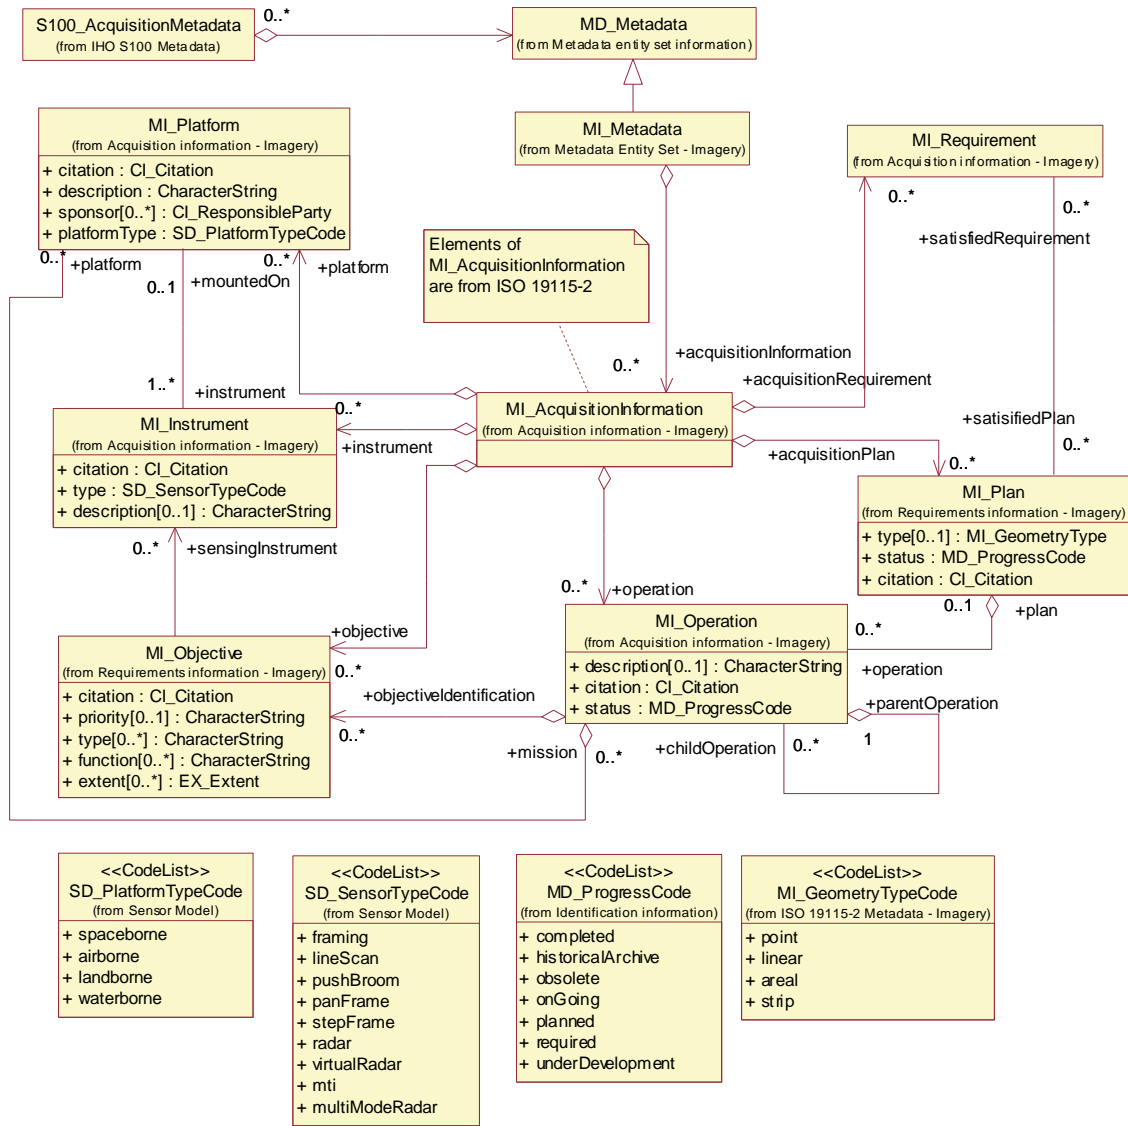 S100_AcquisitionMetadata
(from IHO S100 Metadata)
0..*
MD_Metadata
(from Metadata entity set information)
MI_Platform
(from Acquisition information - Imagery)
+ citation : CI_Citation
+ description : CharacterString
+ sponsor[0..*] : CI_ResponsibleParty
+ platformType : SD_PlatformTypeCode
MI_Metadata
(from Metadata Entity Set - Imagery)
MI_Requirement
(from Acquisition information - Imagery)
0..*
0..*
+satisfiedRequirement
Elements of
MI_AcquisitionInformation
are from ISO 19115-2
0..*
+platform
0..1
+mountedOn
0..*
+platform
0..*
+acquisitionInformation
+acquisitionRequirement
1..*
+instrument
0..*
+instrument
MI_AcquisitionInformation
(from Acquisition information - Imagery)
+satisifiedPlan
0..*
+acquisitionPlan
0..*
MI_Instrument
(from Acquisition information - Imagery)
+ citation : CI_Citation
+ type : SD_SensorTypeCode
+ description[0..1] : CharacterString
MI_Plan
(from Requirements information - Imagery)
+ type[0..1] : MI_GeometryType
+ status : MD_ProgressCode
+ citation : CI_Citation
0..*
+sensingInstrument
0..*
+operation
0..1
+plan
MI_Operation
(from Acquisition information - Imagery)
+ description[0..1] : CharacterString
+ citation : CI_Citation
+ status : MD_ProgressCode
0..*
+operation
+objective
0..*
MI_Objective
(from Requirements information - Imagery)
+ citation : CI_Citation
+ priority[0..1] : CharacterString
+ type[0..*] : CharacterString
+ function[0..*] : CharacterString
+ extent[0..*] : EX_Extent
+objectiveIdentification
0..*
+parentOperation
1
+mission
0..*
+childOperation
0..*
<<CodeList>>
SD_PlatformTypeCode
(from Sensor Model)
+ spaceborne
+ airborne
+ landborne
+ waterborne
<<CodeList>>
SD_SensorTypeCode
(from Sensor Model)
+ framing
+ lineScan
+ pushBroom
+ panFrame
+ stepFrame
+ radar
+ virtualRadar
+ mti
+ multiModeRadar
<<CodeList>>
MD_ProgressCode
(from Identification information)
+ completed
+ historicalArchive
+ obsolete
+ onGoing
+ planned
+ required
+ underDevelopment
<<CodeList>>
MI_GeometryTypeCode
(from ISO 19115-2 Metadata - Imagery)
+ point
+ linear
+ areal
+ strip